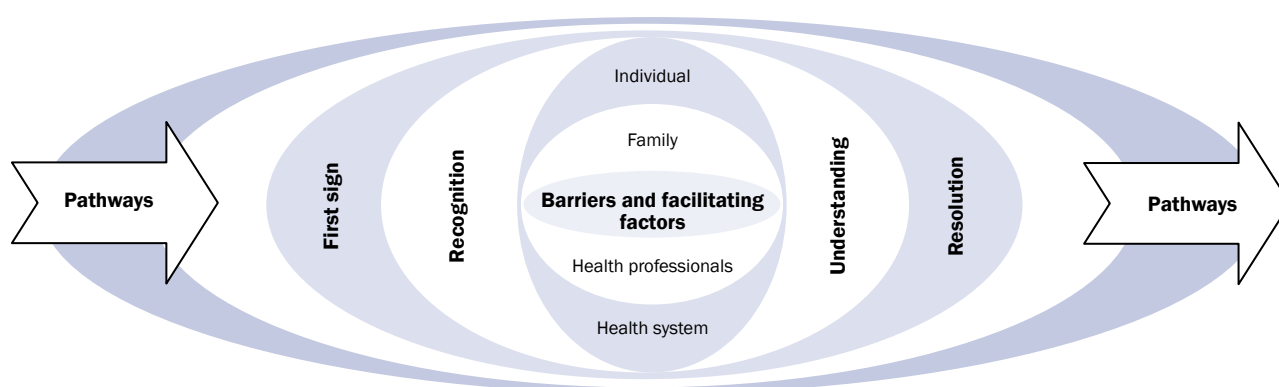 Pathways
First sign
Recognition
Individual
Family
Barriers and facilitating
factors
Health professionals
Health system
Understanding
Resolution
Pathways